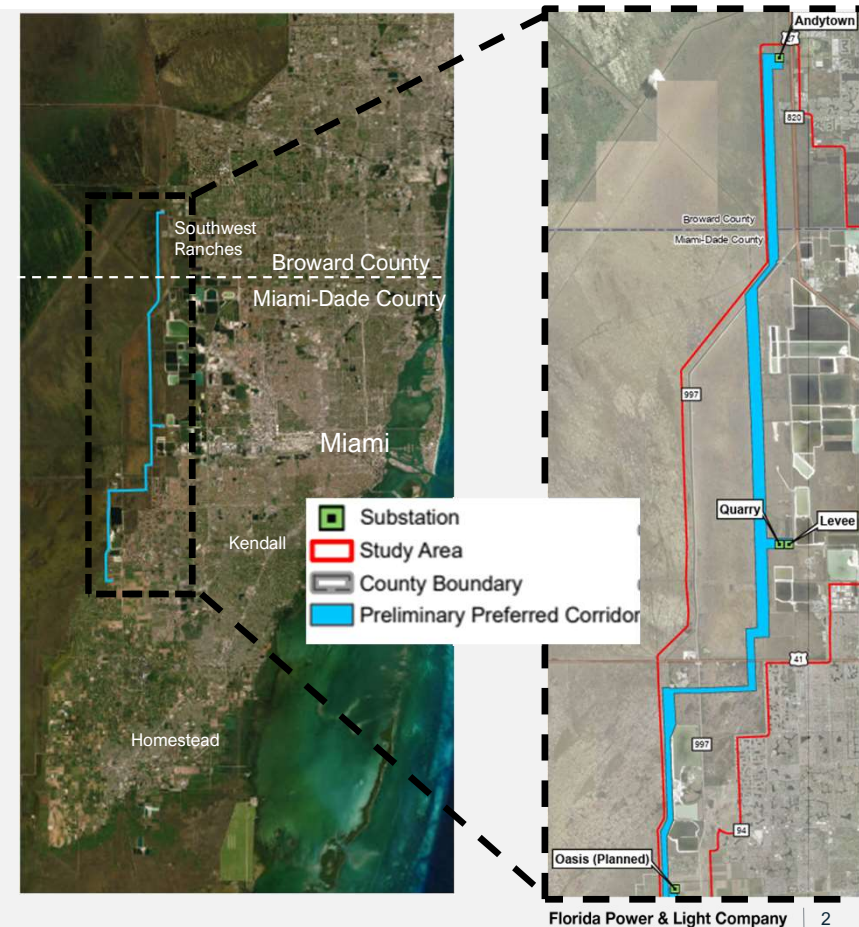 Southwest
Ranches
Broward County
Miami-Dade County
Miami
Kendall
Homestead
Substation
Study Area
County Boundary
Preliminary Preferred Corridor
Andytown
27
820
Broward County
Miami-Dade County
997
Quarry
Levee
41
997
94
Oasis (Planned)
Florida Power & Light Company | 2